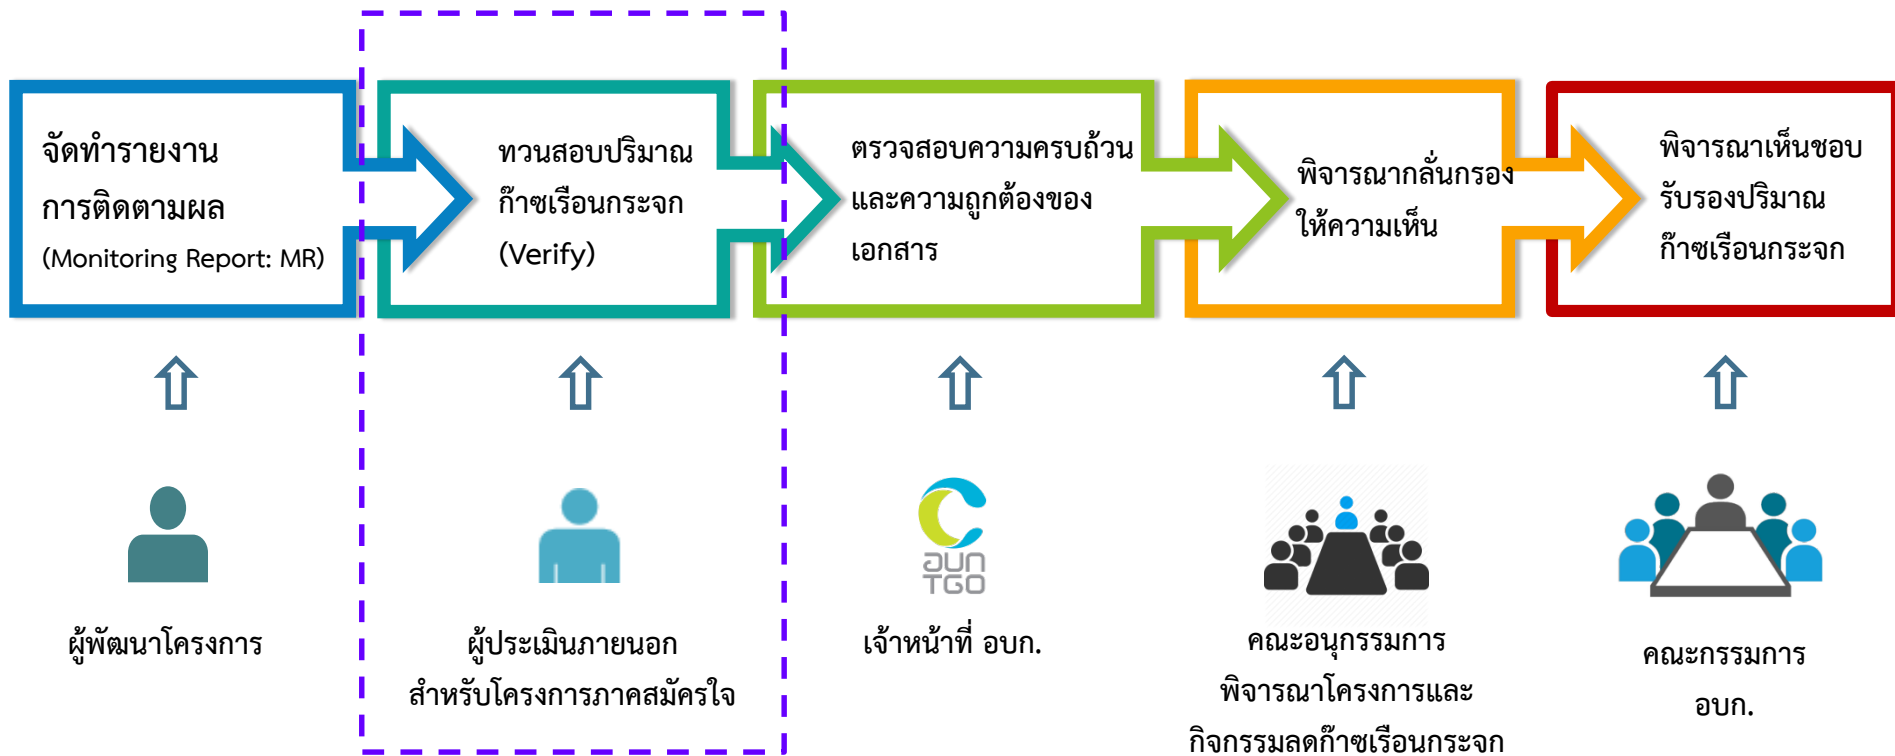 จัดทำรายงาน
การติดตามผล
(Monitoring Report: MR)
ทวนสอบปริมาณ
ก๊าซเรือนกระจก
(Verify)
ตรวจสอบความครบถ้วน
และความถูกต้องของ
เอกสาร
พิจารณากลั่นกรอง
ให้ความเห็น
พิจารณาเห็นชอบ
รับรองปริมาณ
ก๊าซเรือนกระจก
ผู้พัฒนาโครงการ
ผู้ประเมินภายนอก
สำหรับโครงการภาคสมัครใจ
อบก
TGO
เจ้าหน้าที่ อบก.
คณะอนุกรรมการ
พิจารณาโครงการและ
กิจกรรมลดก๊าซเรือนกระจก
คณะกรรมการ
อบก.